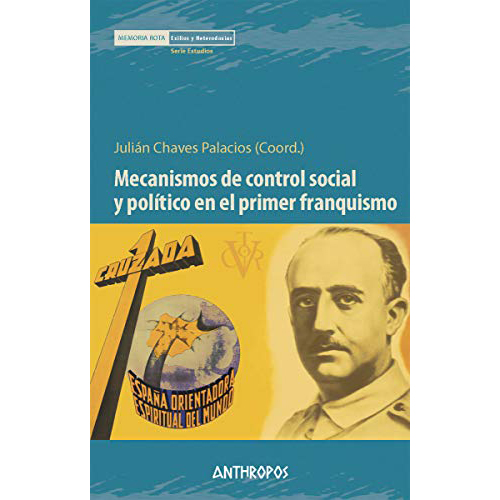 MEMORIA ROTA Exilios y Heterodoxias
Serie Estudios
Julián Chaves Palacios (Coord.)
Mecanismos de control social
y político en el primer franquismo
CRUZADA
ESPAÑA ORIENTADORA
ESPIRITUAL DEL MUNDO
ANTHROPOS